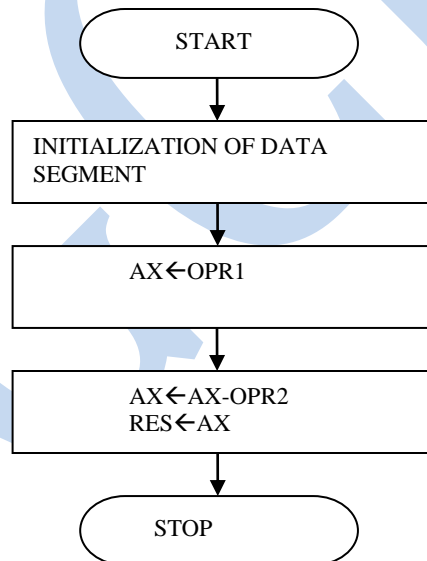 START
INITIALIZATION OF DATA
SEGMENT
AX←OPR1
AX←AX-OPR2
RES←AX
STOP